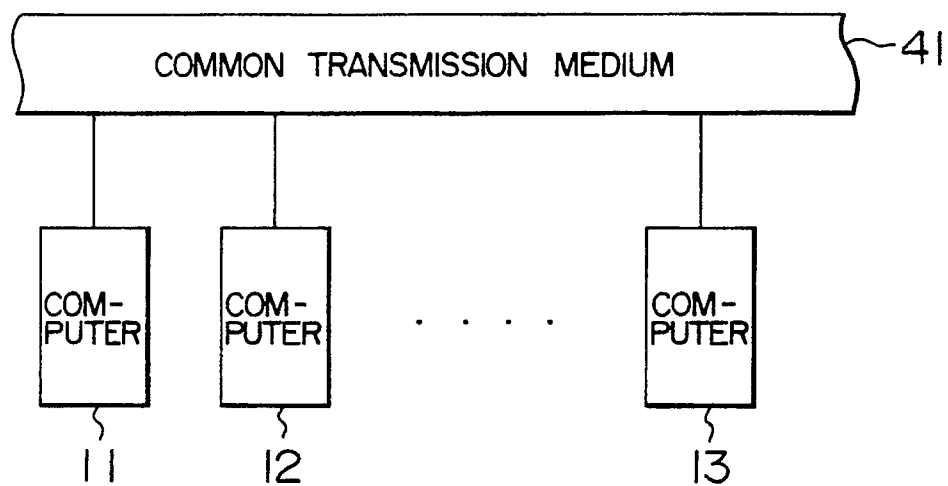 COMMON TRANSMISSION MEDIUM
41
COM-
PUTER
COM-
PUTER
. . . .
COM-
PUTER
11
12
13